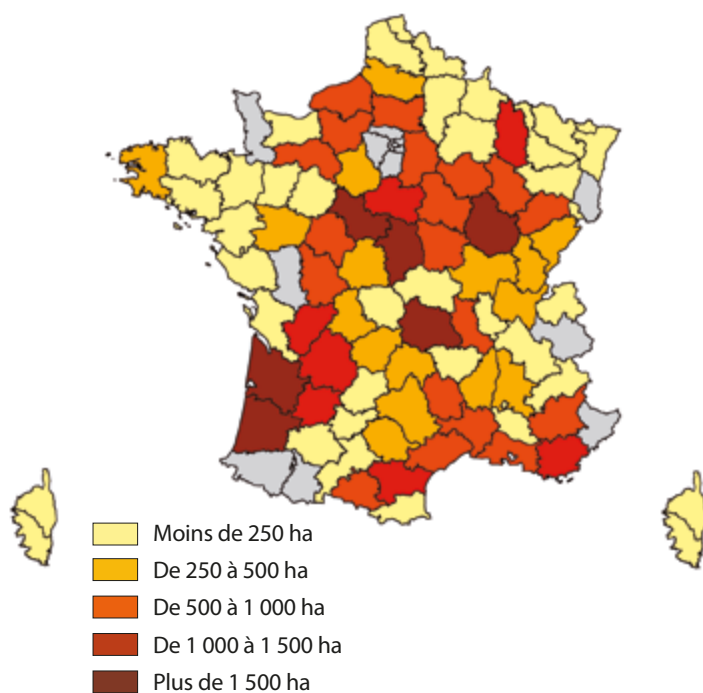 Moins de 250 ha
De 250 à 500 ha
De 500 à 1 000 ha
De 1 000 à 1 500 ha
Plus de 1 500 ha